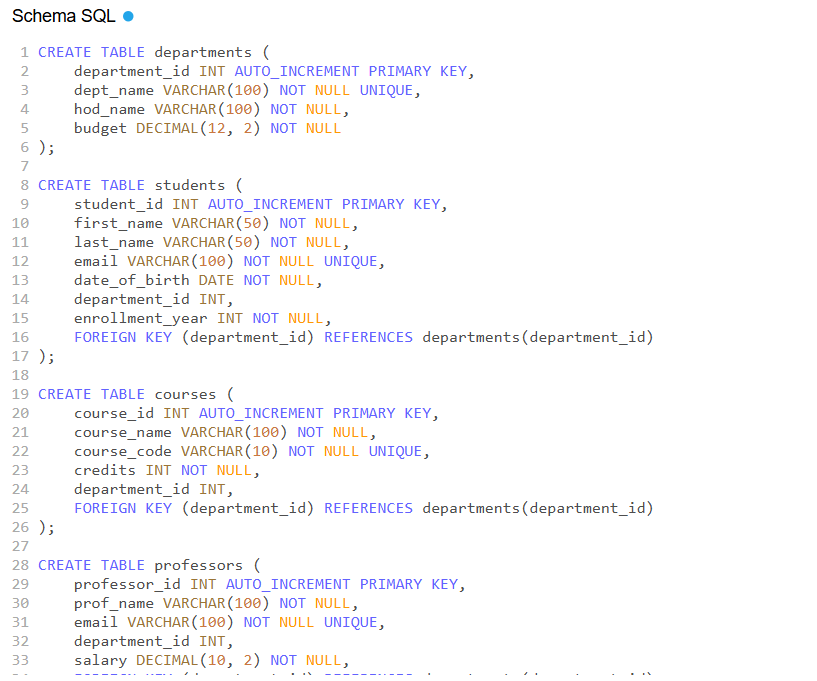 Schema SQL
1 CREATE TABLE departments (
2     department_id INT AUTO_INCREMENT PRIMARY KEY,
3     dept_name VARCHAR(100) NOT NULL UNIQUE,
4     hod_name VARCHAR(100) NOT NULL,
5     budget DECIMAL(12, 2) NOT NULL
6 );
7
8 CREATE TABLE students (
9     student_id INT AUTO_INCREMENT PRIMARY KEY,
10     first_name VARCHAR(50) NOT NULL,
11     last_name VARCHAR(50) NOT NULL,
12     email VARCHAR(100) NOT NULL UNIQUE,
13     date_of_birth DATE NOT NULL,
14     department_id INT,
15     enrollment_year INT NOT NULL,
16     FOREIGN KEY (department_id) REFERENCES departments(department_id)
17 );
18
19 CREATE TABLE courses (
20     course_id INT AUTO_INCREMENT PRIMARY KEY,
21     course_name VARCHAR(100) NOT NULL,
22     course_code VARCHAR(10) NOT NULL UNIQUE,
23     credits INT NOT NULL,
24     department_id INT,
25     FOREIGN KEY (department_id) REFERENCES departments(department_id)
26 );
27
28 CREATE TABLE professors (
29     professor_id INT AUTO_INCREMENT PRIMARY KEY,
30     prof_name VARCHAR(100) NOT NULL,
31     email VARCHAR(100) NOT NULL UNIQUE,
32     department_id INT,
33     salary DECIMAL(10, 2) NOT NULL,